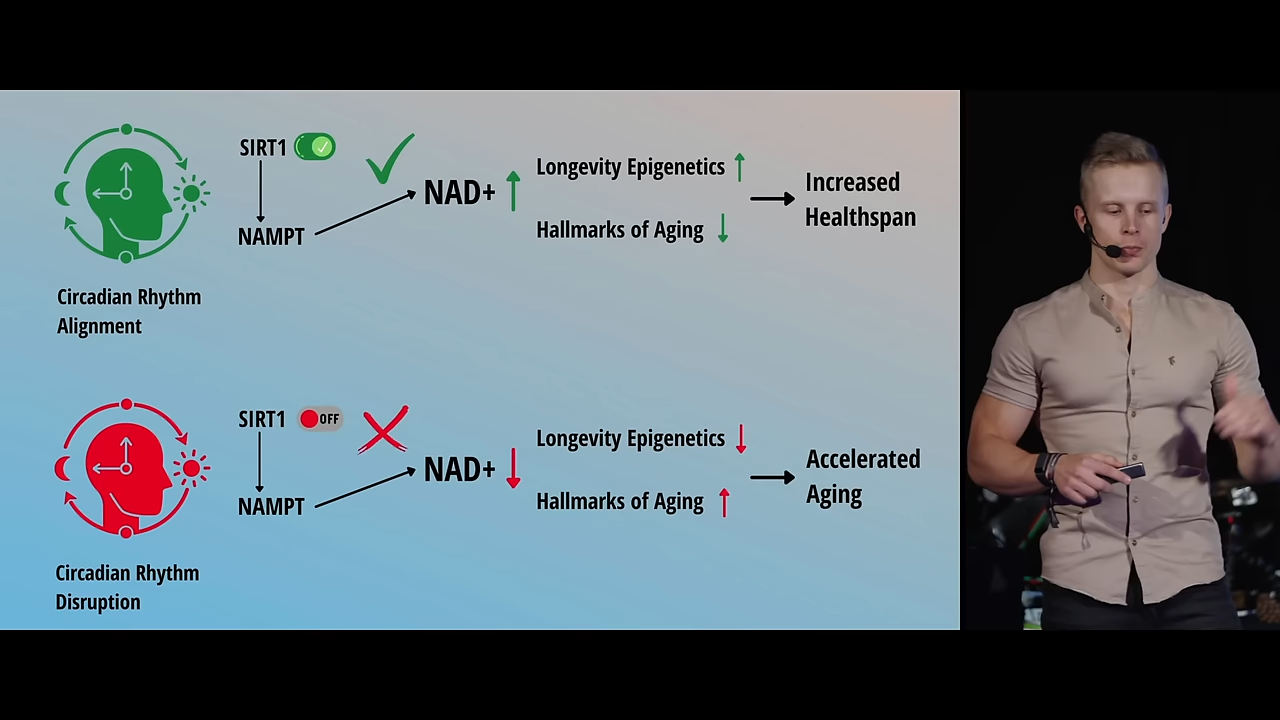 SIRT1
NAMPT
NAD+
Longevity Epigenetics
Hallmarks of Aging
Increased
Healthspan
Circadian Rhythm
Alignment
SIRT1 OFF
NAMPT
NAD+
Longevity Epigenetics
Hallmarks of Aging
Accelerated
Aging
Circadian Rhythm
Disruption